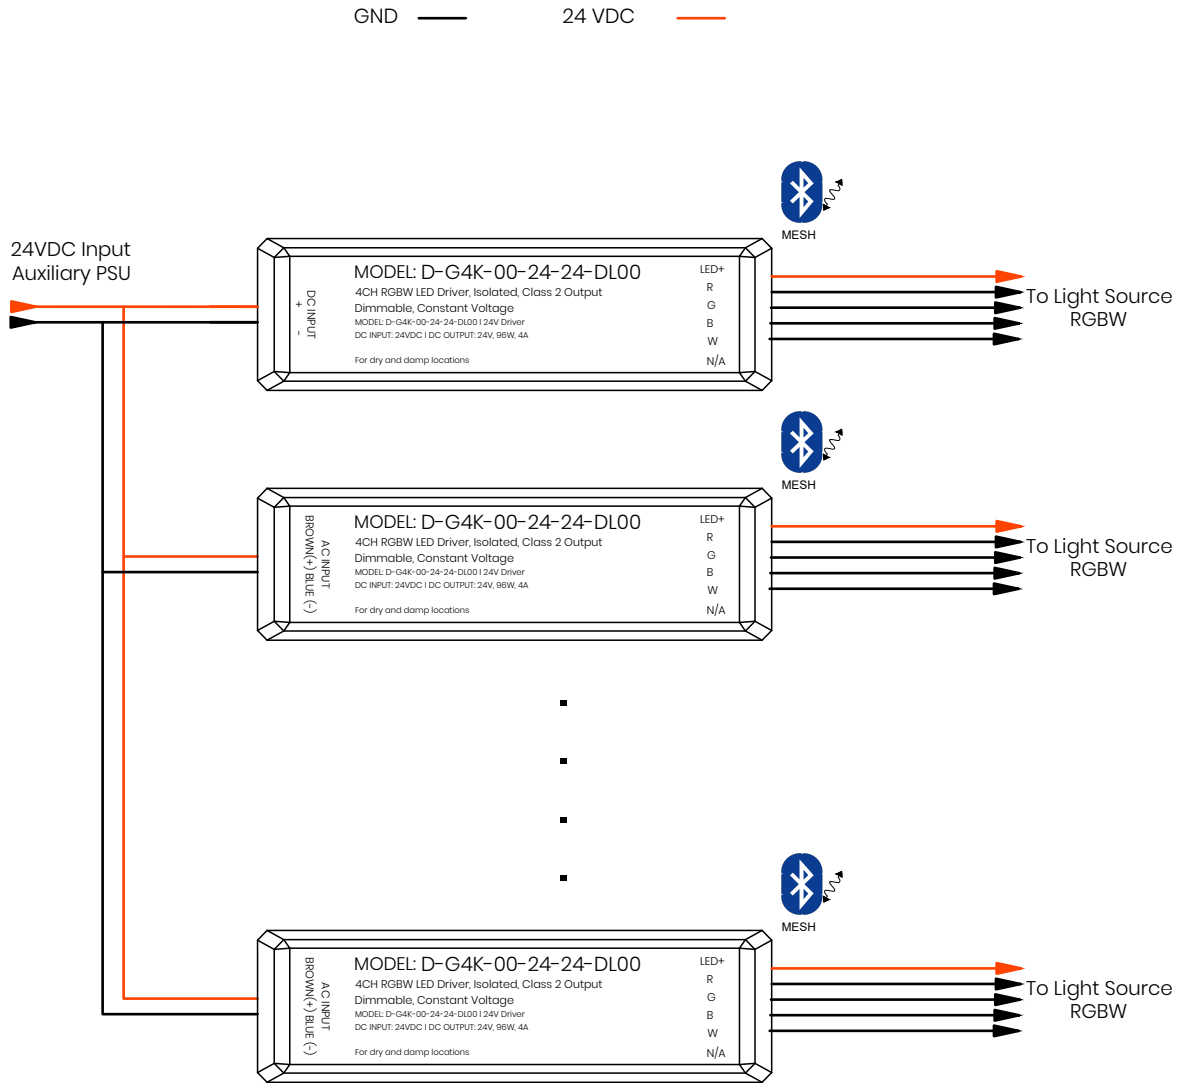 GND
24 VDC
MESH
24VDC Input
Auxiliary PSU
DC INPUT
+ -
MODEL: D-G4K-00-24-24-DL00
4CH RGBW LED Driver, Isolated, Class 2 Output
Dimmable, Constant Voltage
MODEL: D-G4K-00-24-24-DL00 | 24V Driver
DC INPUT: 24VDC | DC OUTPUT: 24V, 96W, 4A
For dry and damp locations
LED+
R
G
B
W
N/A
To Light Source
RGBW
MESH
AC INPUT
BROWN(+) BLUE (-)
MODEL: D-G4K-00-24-24-DL00
4CH RGBW LED Driver, Isolated, Class 2 Output
Dimmable, Constant Voltage
MODEL: D-G4K-00-24-24-DL00 | 24V Driver
DC INPUT: 24VDC | DC OUTPUT: 24V, 96W, 4A
For dry and damp locations
LED+
R
G
B
W
N/A
To Light Source
RGBW
MESH
AC INPUT
BROWN(+) BLUE (-)
MODEL: D-G4K-00-24-24-DL00
4CH RGBW LED Driver, Isolated, Class 2 Output
Dimmable, Constant Voltage
MODEL: D-G4K-00-24-24-DL00 | 24V Driver
DC INPUT: 24VDC | DC OUTPUT: 24V, 96W, 4A
For dry and damp locations
LED+
R
G
B
W
N/A
To Light Source
RGBW